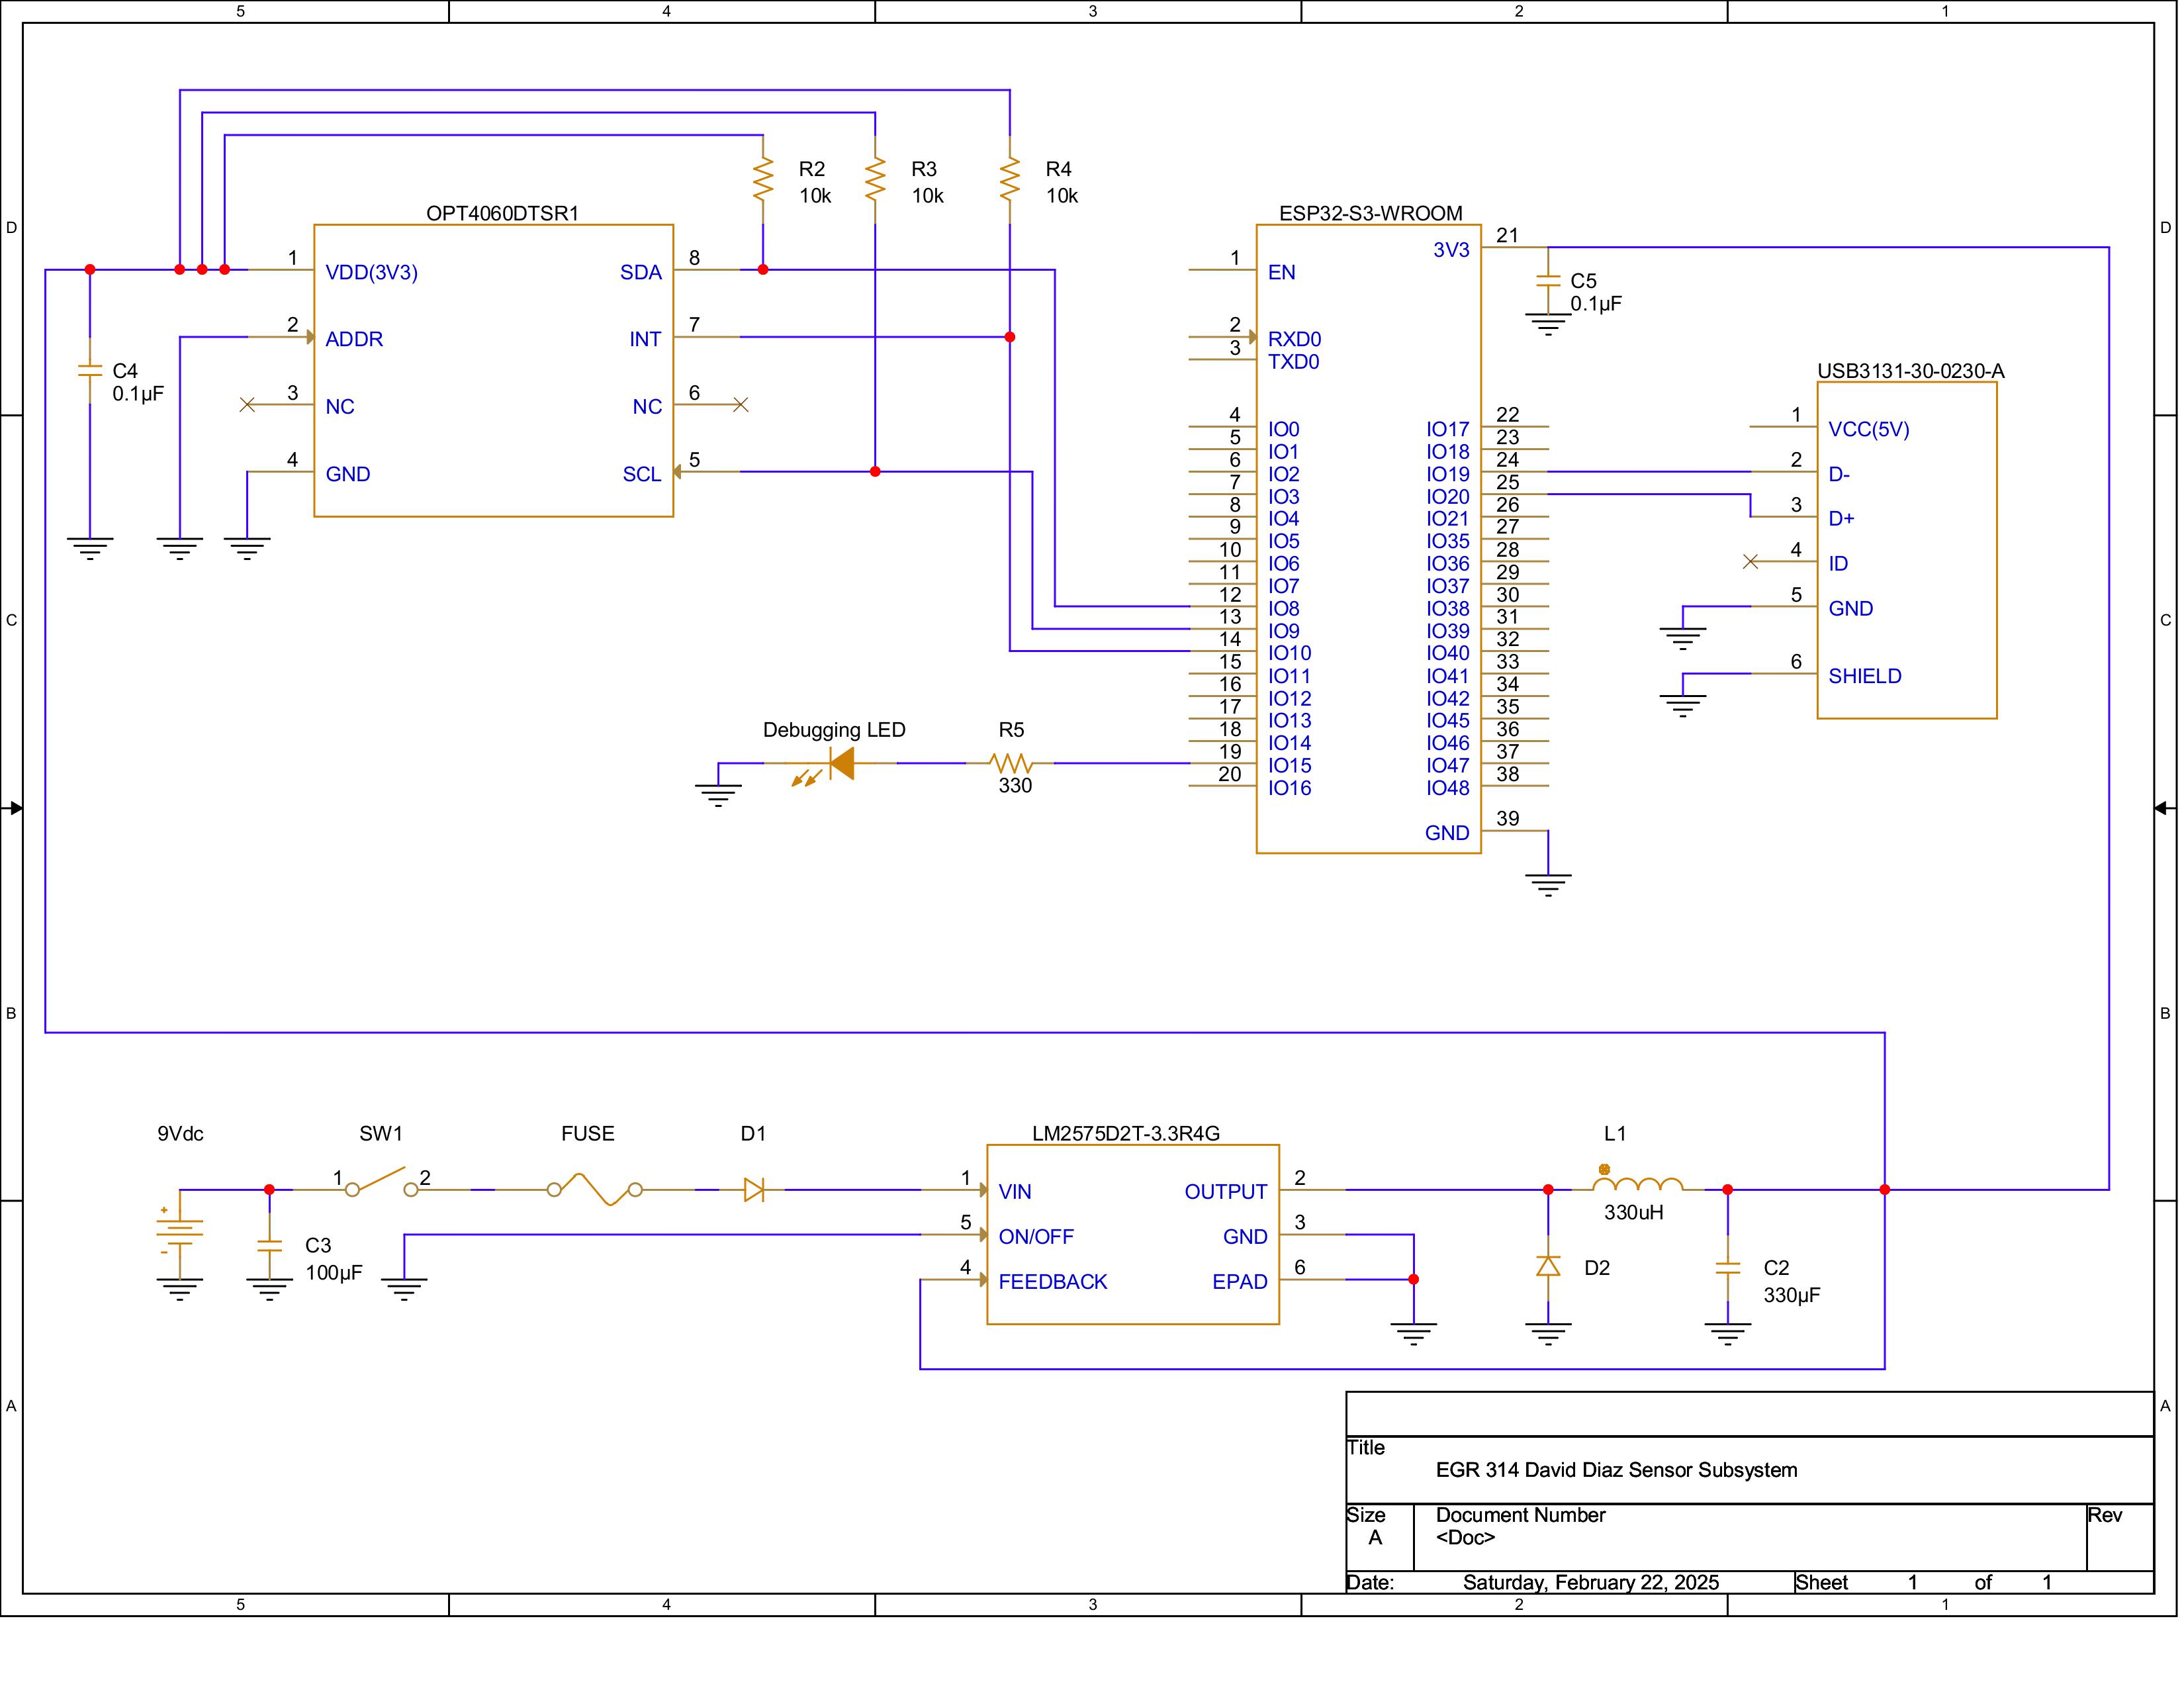 5 4 3 2 1
D
C
B
A
D
C
B
A
R2
10k
R3
10k
R4
10k
OPT4060DTSR1
1 VDD(3V3)
2 ADDR
3 NC
4 GND
SDA 8
INT 7
NC 6
SCL 5
C4
0.1µF
ESP32-S3-WROOM
1 EN
2 RXD0
3 TXD0
4 IO0
5 IO1
6 IO2
7 IO3
8 IO4
9 IO5
10 IO6
11 IO7
12 IO8
13 IO9
14 IO10
15 IO11
16 IO12
17 IO13
18 IO14
19 IO15
20 IO16
3V3 21
IO17 22
IO18 23
IO19 24
IO20 25
IO21 26
IO35 27
IO36 28
IO37 29
IO38 30
IO39 31
IO40 32
IO41 33
IO42 34
IO45 35
IO46 36
IO47 37
IO48 38
GND 39
C5
0.1µF
USB3131-30-0230-A
1 VCC(5V)
2 D-
3 D+
4 ID
5 GND
6 SHIELD
Debugging LED
R5
330
9Vdc
+
-
C3
100µF
SW1
1 2
FUSE
D1
LM2575D2T-3.3R4G
1 VIN
5 ON/OFF
4 FEEDBACK
OUTPUT 2
GND 3
EPAD 6
L1
330uH
D2
C2
330µF
Title
EGR 314 David Diaz Sensor Subsystem
Size
A
Document Number
<Doc>
Rev
Date: Saturday, February 22, 2025 Sheet 1 of 1
5 4 3 2 1